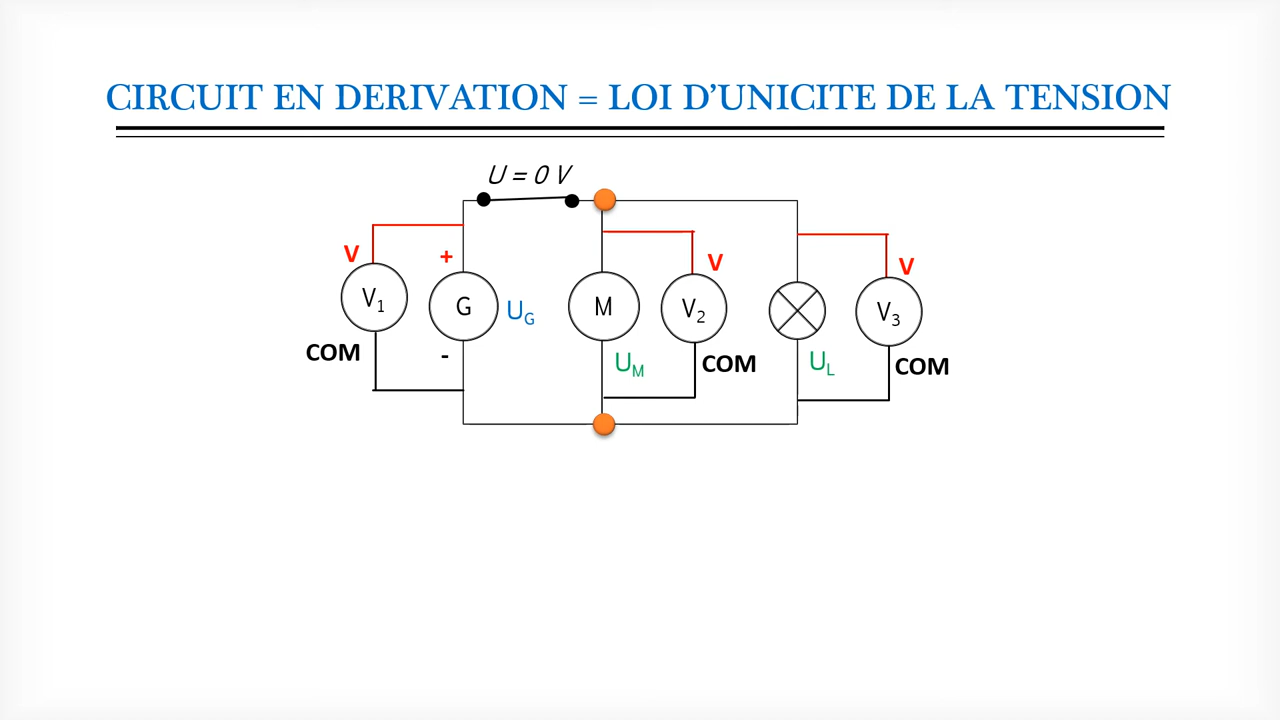 CIRCUIT EN DERIVATION = LOI D’UNICITE DE LA TENSION
U = 0 V
V + V V
V1 G UG M V2 V3
COM - UM COM UL COM